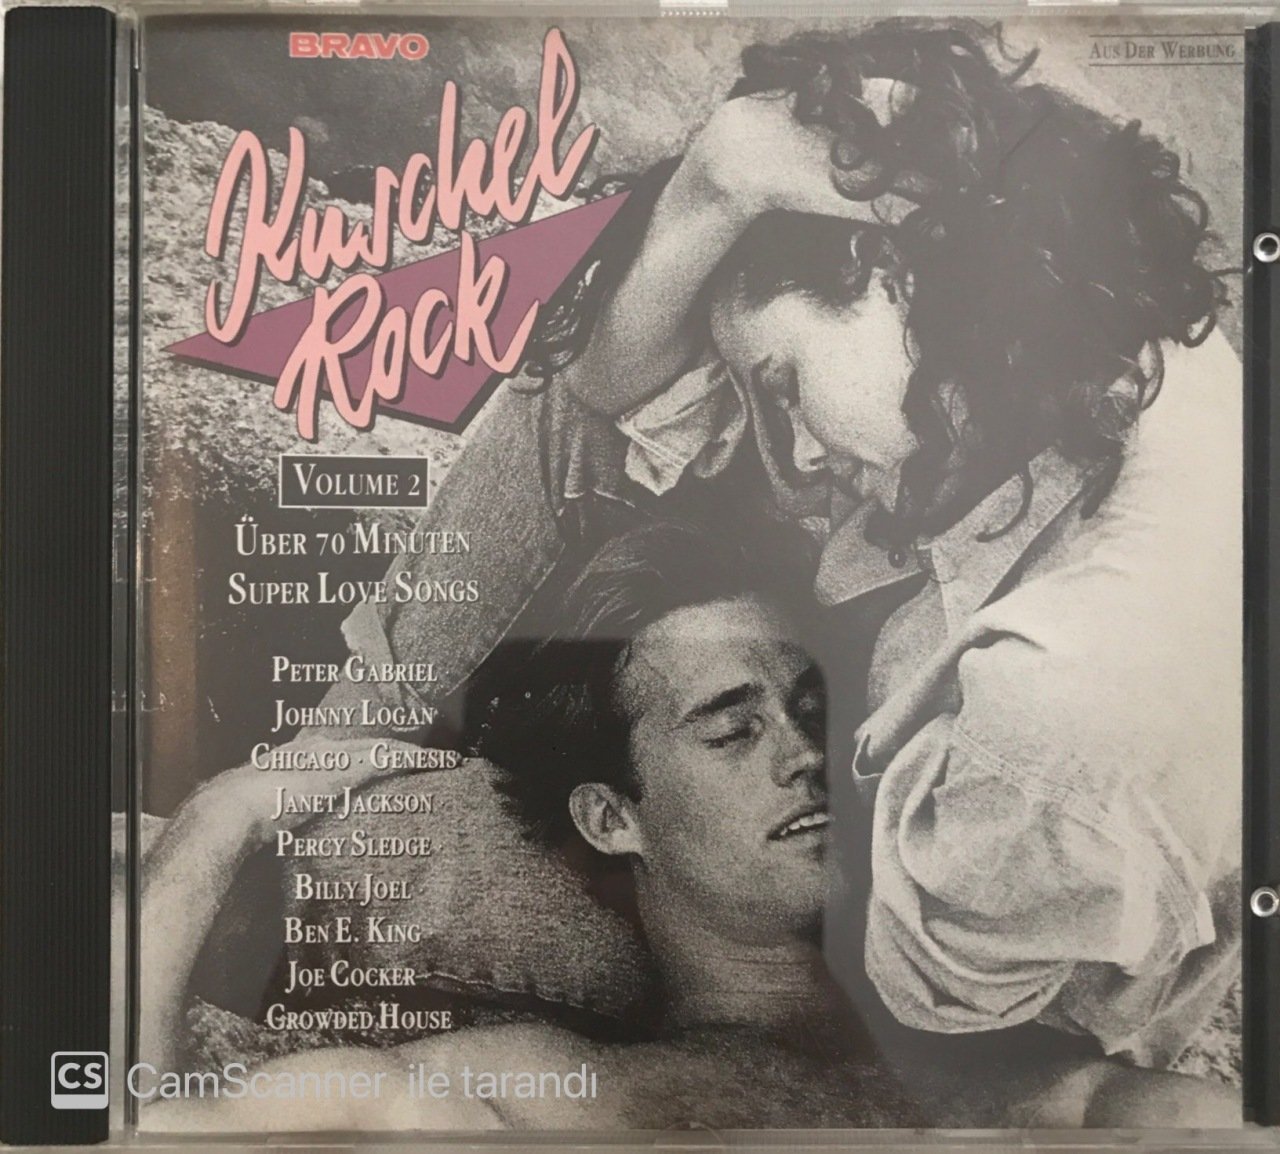 BRAVO
AUS DER WERBUNG
Kuschel
Rock
VOLUME 2
ÜBER 70 MINUTEN
SUPER LOVE SONGS
PETER GABRIEL
JOHNNY LOGAN
CHICAGO · GENESIS
JANET JACKSON
PERCY SLEDGE
BILLY JOEL
BEN E. KING
JOE COCKER
CROWDED HOUSE
CS CamScanner ile tarandı